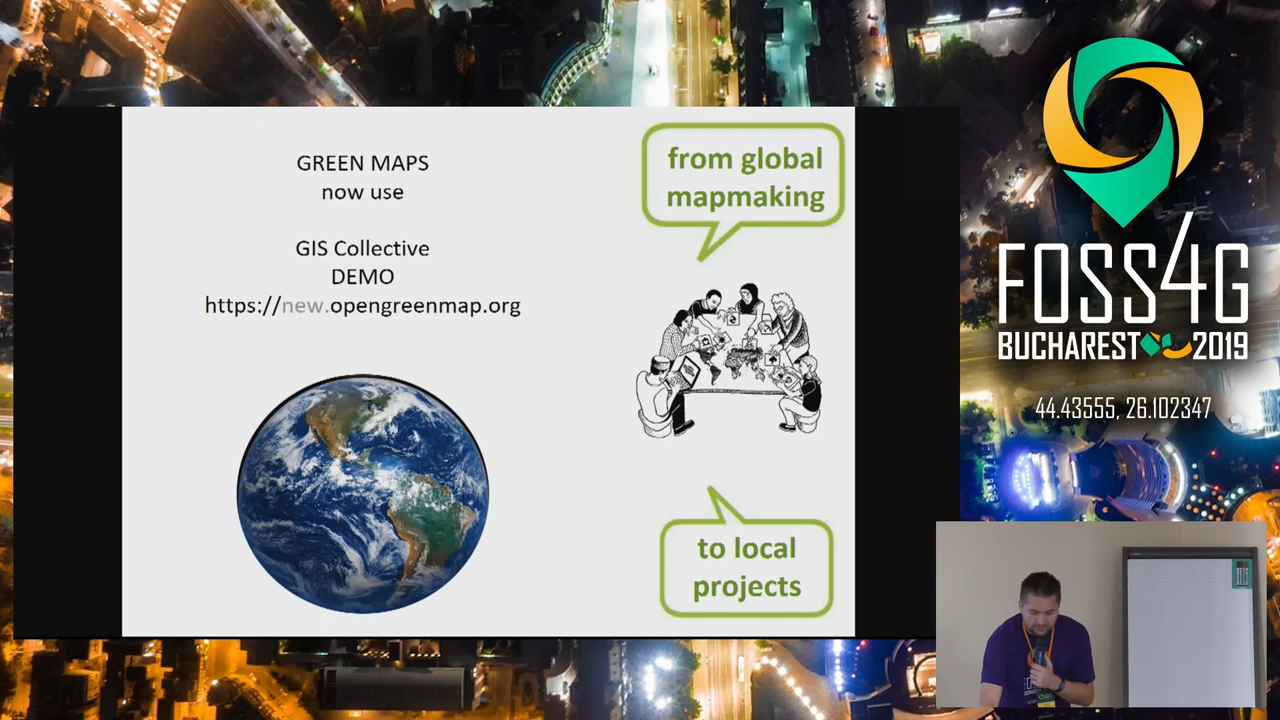 GREEN MAPS
now use
GIS Collective
DEMO
https://new.opengreenmap.org
from global
mapmaking
to local
projects
FOSS4G
BUCHAREST 2019
44.43555, 26.102347
BUCHAREST